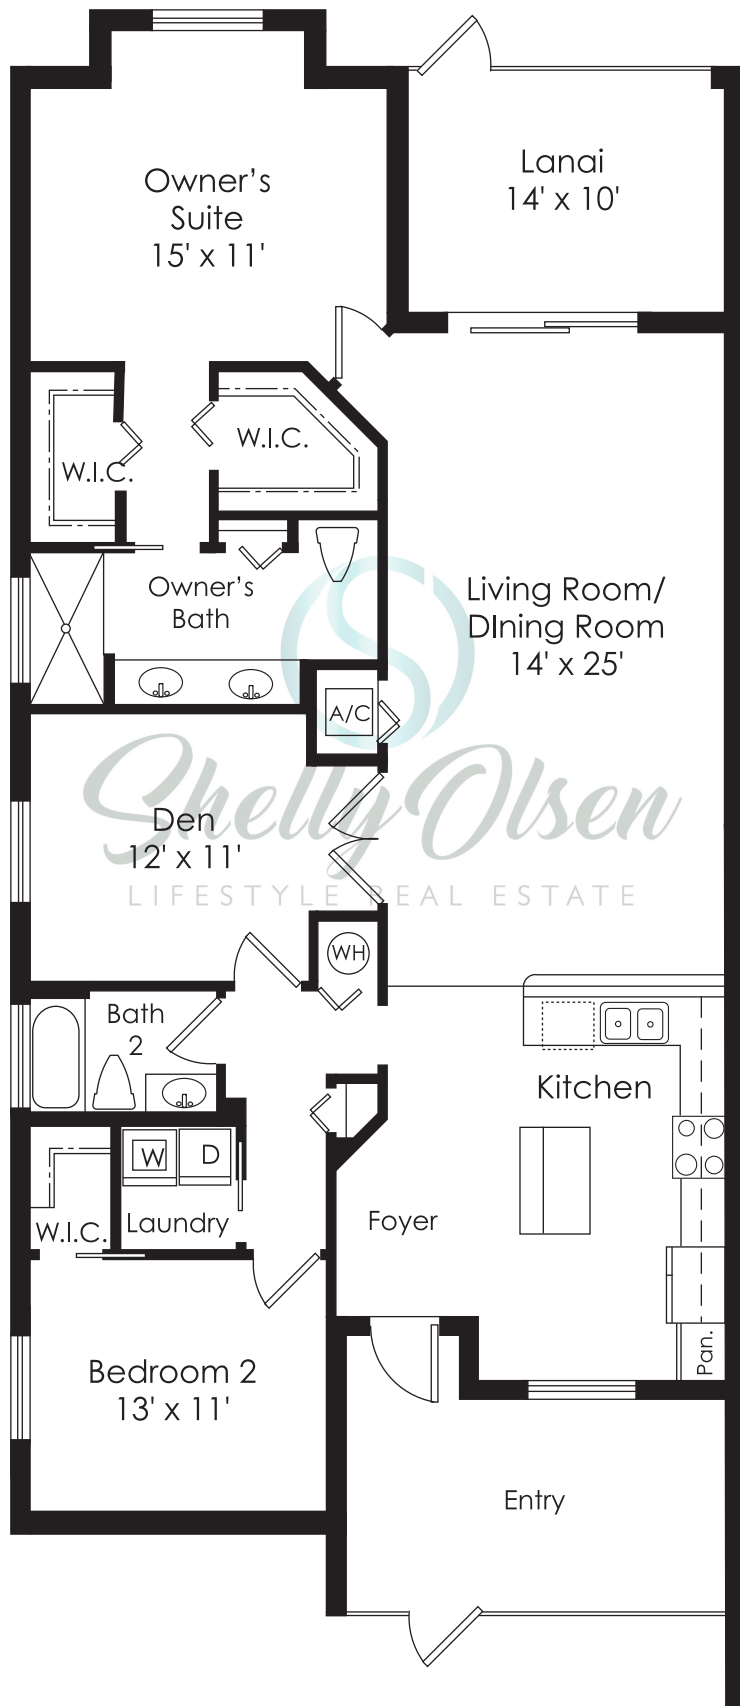 Lanai
14' x 10'
Owner's
Suite
15' x 11'
W.I.C.
W.I.C.
Owner's
Bath
Living Room/
DIning Room
14' x 25'
A/C
Shelly Olsen
LIFESTYLE REAL ESTATE
Den
12' x 11'
WH
Bath
2
Kitchen
W
D
Laundry
W.I.C.
Foyer
Pan.
Bedroom 2
13' x 11'
Entry